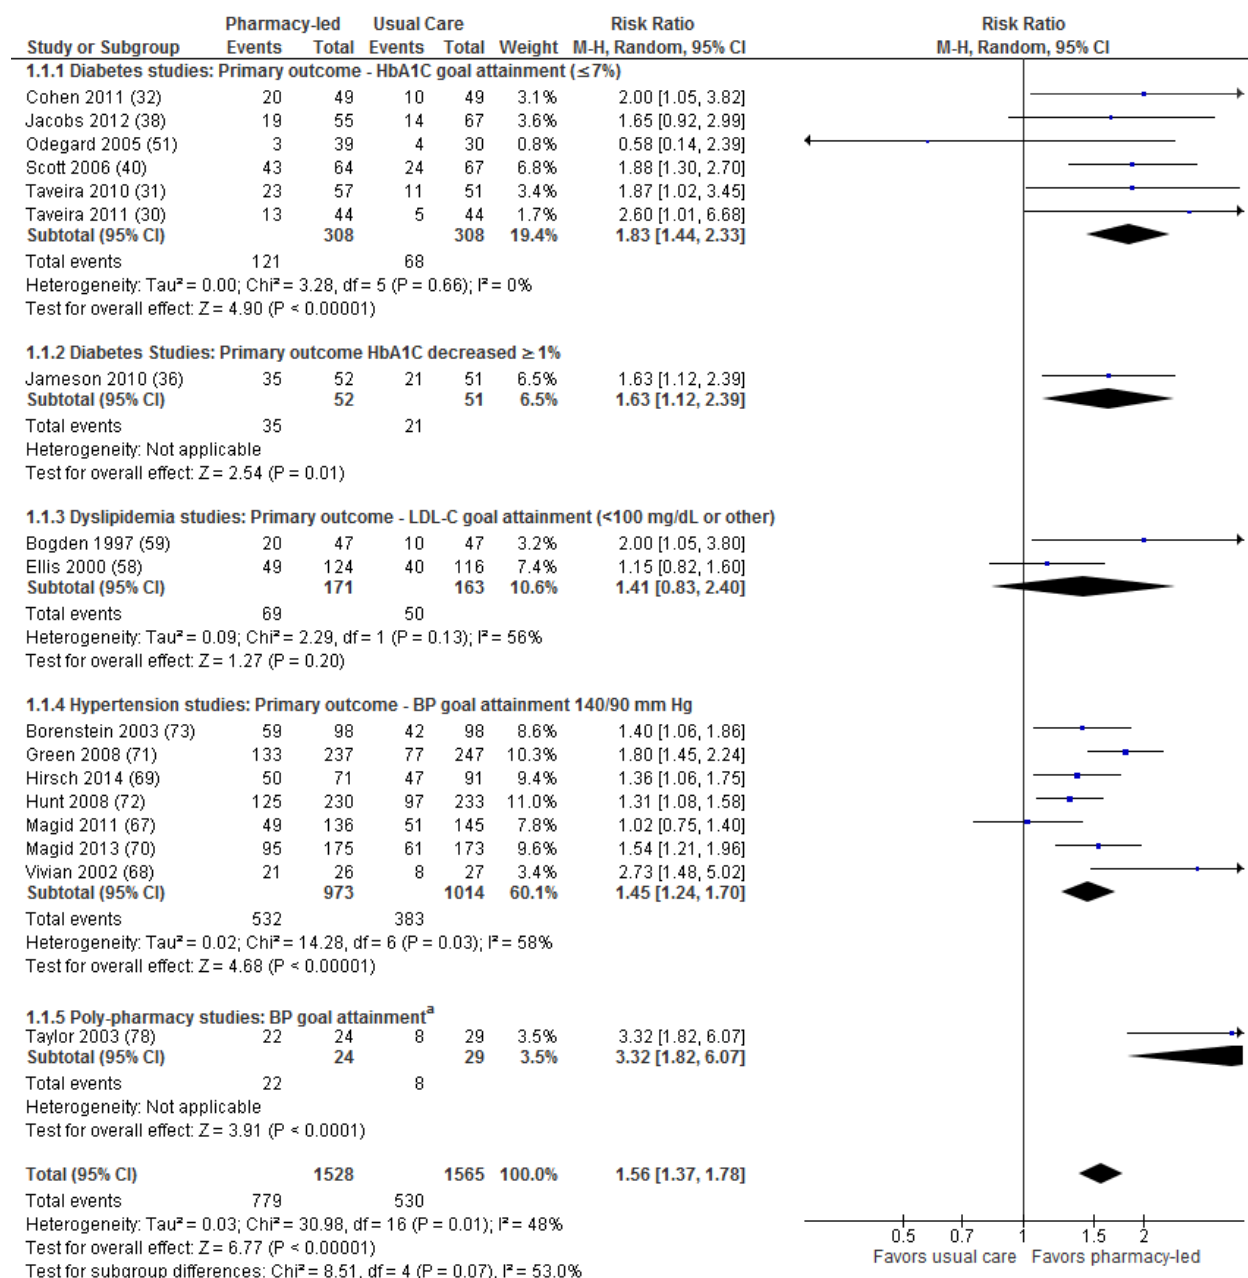 Pharmacy-led Usual Care Risk Ratio Risk Ratio
Study or Subgroup Events Total Events Total Weight M-H, Random, 95% CI M-H, Random, 95% CI
1.1.1 Diabetes studies: Primary outcome - HbA1C goal attainment (≤7%)
Cohen 2011 (32) 20 49 10 49 3.1% 2.00 [1.05, 3.82]
Jacobs 2012 (38) 19 55 14 67 3.6% 1.65 [0.92, 2.99]
Odegard 2005 (51) 3 39 4 30 0.8% 0.58 [0.14, 2.39]
Scott 2006 (40) 43 64 24 67 6.8% 1.88 [1.30, 2.70]
Taveira 2010 (31) 23 57 11 51 3.4% 1.87 [1.02, 3.45]
Taveira 2011 (30) 13 44 5 44 1.7% 2.60 [1.01, 6.68]
Subtotal (95% CI) 308 308 19.4% 1.83 [1.44, 2.33]
Total events 121 68
Heterogeneity: Tau² = 0.00; Chi² = 3.28, df = 5 (P = 0.66); I² = 0%
Test for overall effect: Z = 4.90 (P < 0.00001)
1.1.2 Diabetes Studies: Primary outcome HbA1C decreased ≥ 1%
Jameson 2010 (36) 35 52 21 51 6.5% 1.63 [1.12, 2.39]
Subtotal (95% CI) 52 51 6.5% 1.63 [1.12, 2.39]
Total events 35 21
Heterogeneity: Not applicable
Test for overall effect: Z = 2.54 (P = 0.01)
1.1.3 Dyslipidemia studies: Primary outcome - LDL-C goal attainment (<100 mg/dL or other)
Bogden 1997 (59) 20 47 10 47 3.2% 2.00 [1.05, 3.80]
Ellis 2000 (58) 49 124 40 116 7.4% 1.15 [0.82, 1.60]
Subtotal (95% CI) 171 163 10.6% 1.41 [0.83, 2.40]
Total events 69 50
Heterogeneity: Tau² = 0.09; Chi² = 2.29, df = 1 (P = 0.13); I² = 56%
Test for overall effect: Z = 1.27 (P = 0.20)
1.1.4 Hypertension studies: Primary outcome - BP goal attainment 140/90 mm Hg
Borenstein 2003 (73) 59 98 42 98 8.6% 1.40 [1.06, 1.86]
Green 2008 (71) 133 237 77 247 10.3% 1.80 [1.45, 2.24]
Hirsch 2014 (69) 50 71 47 91 9.4% 1.36 [1.06, 1.75]
Hunt 2008 (72) 125 230 97 233 11.0% 1.31 [1.08, 1.58]
Magid 2011 (67) 49 136 51 145 7.8% 1.02 [0.75, 1.40]
Magid 2013 (70) 95 175 61 173 9.6% 1.54 [1.21, 1.96]
Vivian 2002 (68) 21 26 8 27 3.4% 2.73 [1.48, 5.02]
Subtotal (95% CI) 973 1014 60.1% 1.45 [1.24, 1.70]
Total events 532 383
Heterogeneity: Tau² = 0.02; Chi² = 14.28, df = 6 (P = 0.03); I² = 58%
Test for overall effect: Z = 4.68 (P < 0.00001)
1.1.5 Poly-pharmacy studies: BP goal attainmentᵃ
Taylor 2003 (78) 22 24 8 29 3.5% 3.32 [1.82, 6.07]
Subtotal (95% CI) 24 29 3.5% 3.32 [1.82, 6.07]
Total events 22 8
Heterogeneity: Not applicable
Test for overall effect: Z = 3.91 (P < 0.0001)
Total (95% CI) 1528 1565 100.0% 1.56 [1.37, 1.78]
Total events 779 530
Heterogeneity: Tau² = 0.03; Chi² = 30.98, df = 16 (P = 0.01); I² = 48%
Test for overall effect: Z = 6.77 (P < 0.00001)
Test for subgroup differences: Chi² = 8.51, df = 4 (P = 0.07), I² = 53.0%
0.5 0.7 1 1.5 2
Favors usual care Favors pharmacy-led